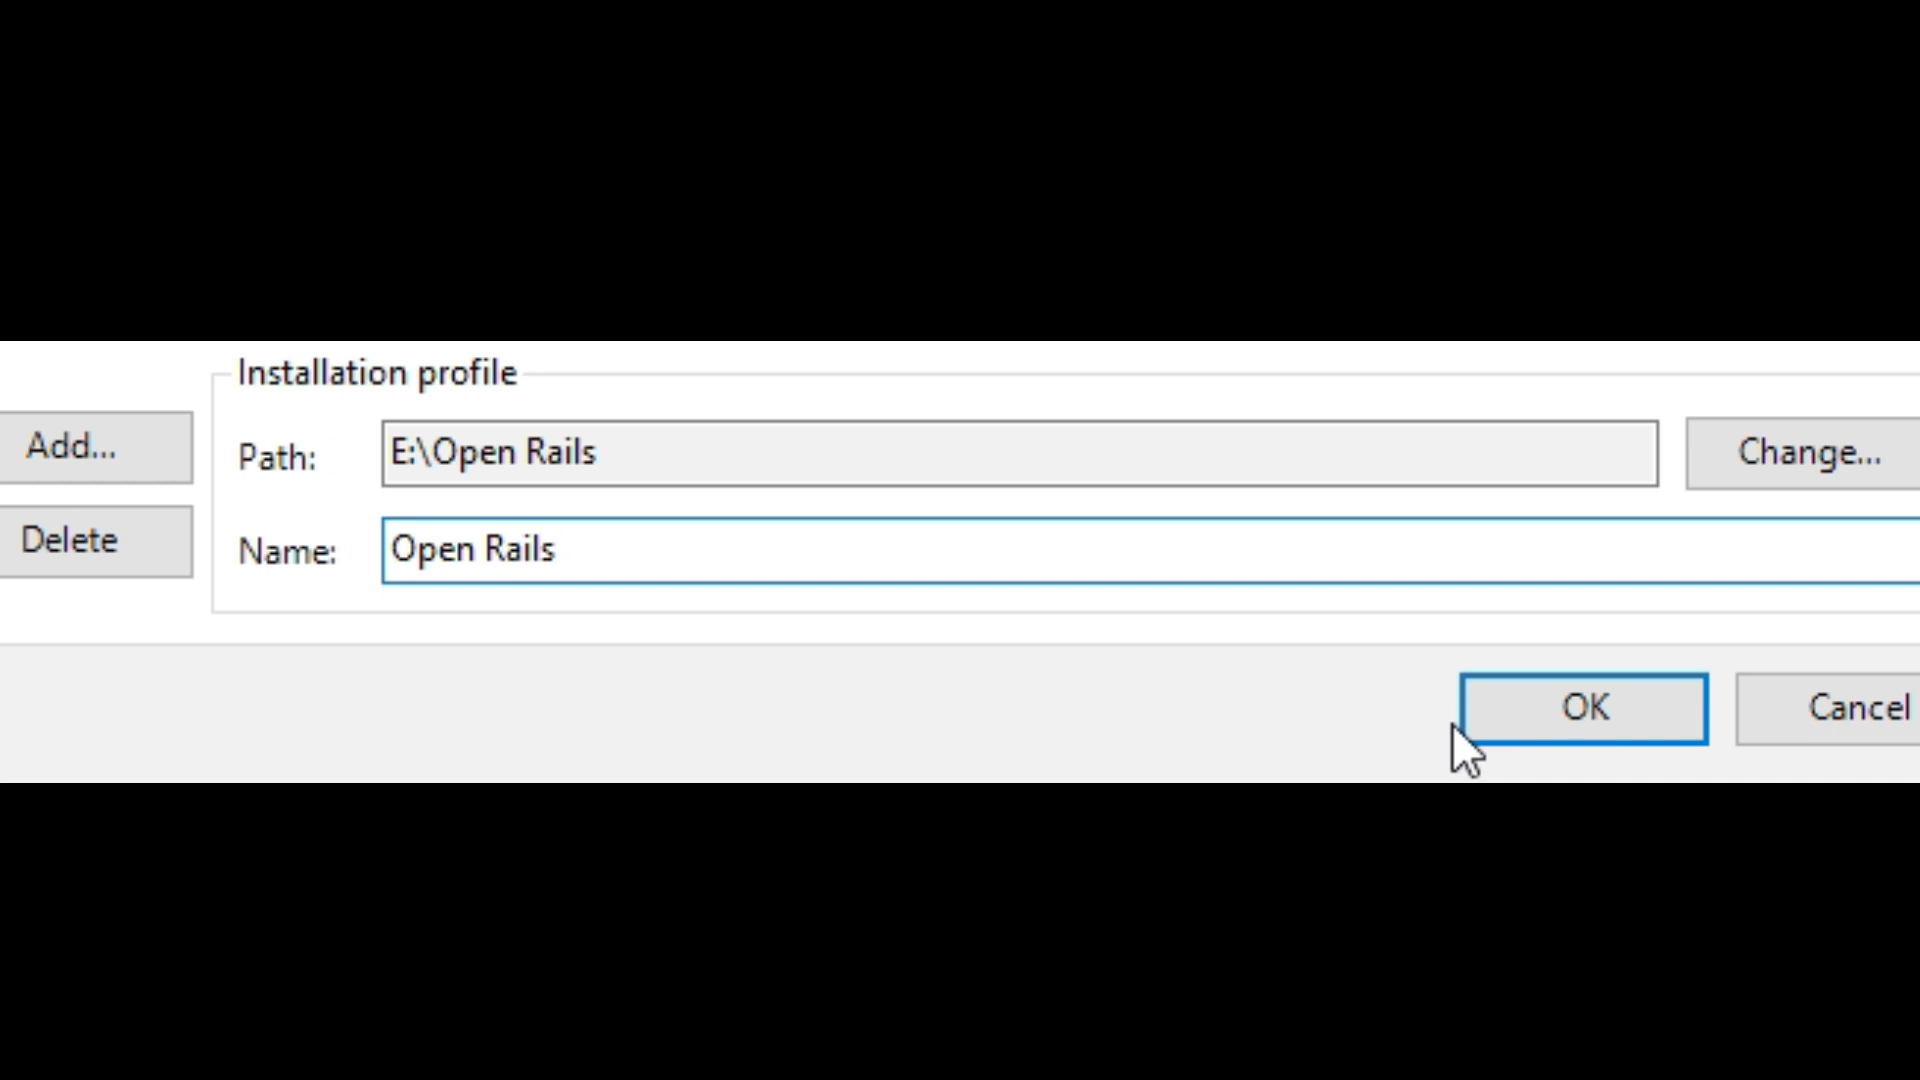 Installation profile
Add...
Path: E:\Open Rails Change...
Delete
Name: Open Rails
OK Cancel